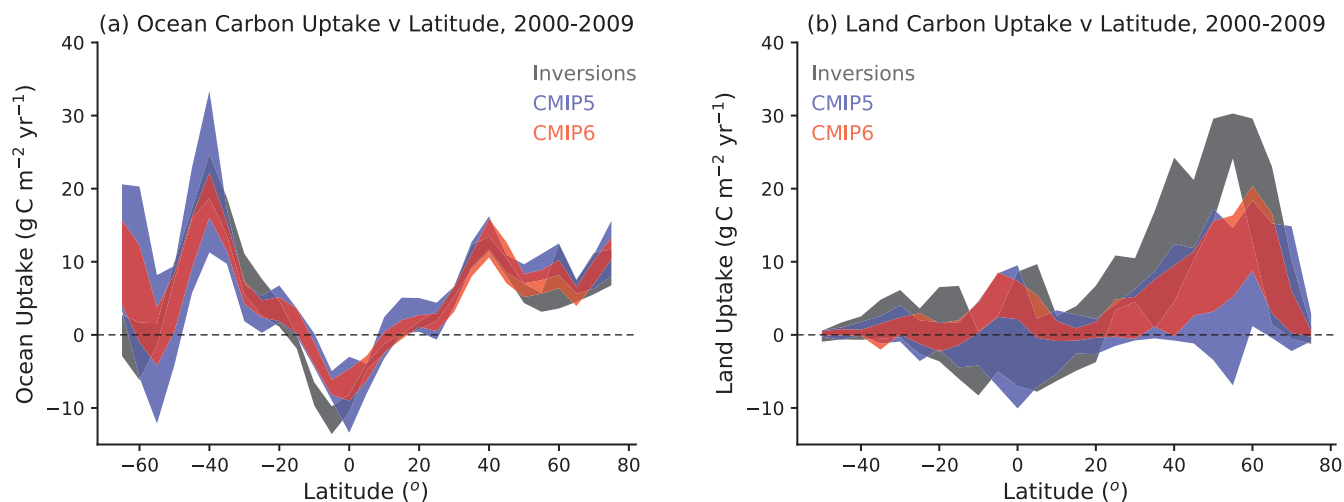 (a) Ocean Carbon Uptake v Latitude, 2000-2009
40
30
20
10
0
−10
Ocean Uptake (g C m⁻² yr⁻¹)
Inversions
CMIP5
CMIP6
−60 −40 −20 0 20 40 60 80
Latitude (°)
(b) Land Carbon Uptake v Latitude, 2000-2009
40
30
20
10
0
−10
Land Uptake (g C m⁻² yr⁻¹)
Inversions
CMIP5
CMIP6
−40 −20 0 20 40 60 80
Latitude (°)